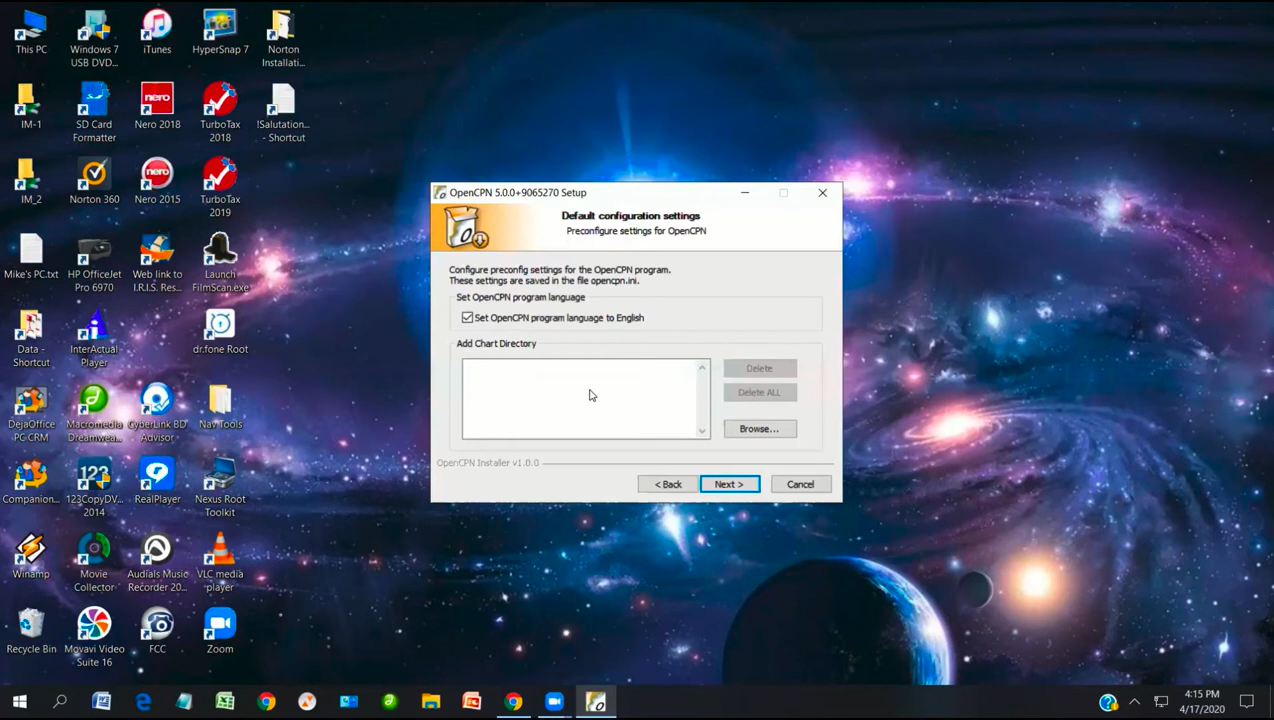 This PC
Windows 7
USB DVD...
iTunes
HyperSnap 7
Norton
Installati...
IM-1
SD Card
Formatter
nero
Nero 2018
TurboTax
2018
!Salutation...
- Shortcut
IM_2
Norton 360
nero
Nero 2015
TurboTax
2019
Mike's PC.txt
HP OfficeJet
Pro 6970
Web link to
I.R.I.S. Res...
Launch
FilmScan.exe
Data -
Shortcut
InterActual
Player
dr.fone Root
DejaOffice
PC CRM
Macromedia
Dreamwea...
CyberLink BD
Advisor
Nav Tools
Companion...
123
123CopyDV...
2014
RealPlayer
Nexus Root
Toolkit
Winamp
Movie
Collector
Audials Music
Recorder 20...
VLC media
player
Recycle Bin
Movavi Video
Suite 16
FCC
Zoom
OpenCPN 5.0.0+9065270 Setup
Default configuration settings
Preconfigure settings for OpenCPN
Configure preconfig settings for the OpenCPN program.
These settings are saved in the file opencpn.ini.
Set OpenCPN program language
Set OpenCPN program language to English
Add Chart Directory
Delete
Delete ALL
Browse...
OpenCPN Installer v1.0.0
< Back
Next >
Cancel
4:15 PM
4/17/2020